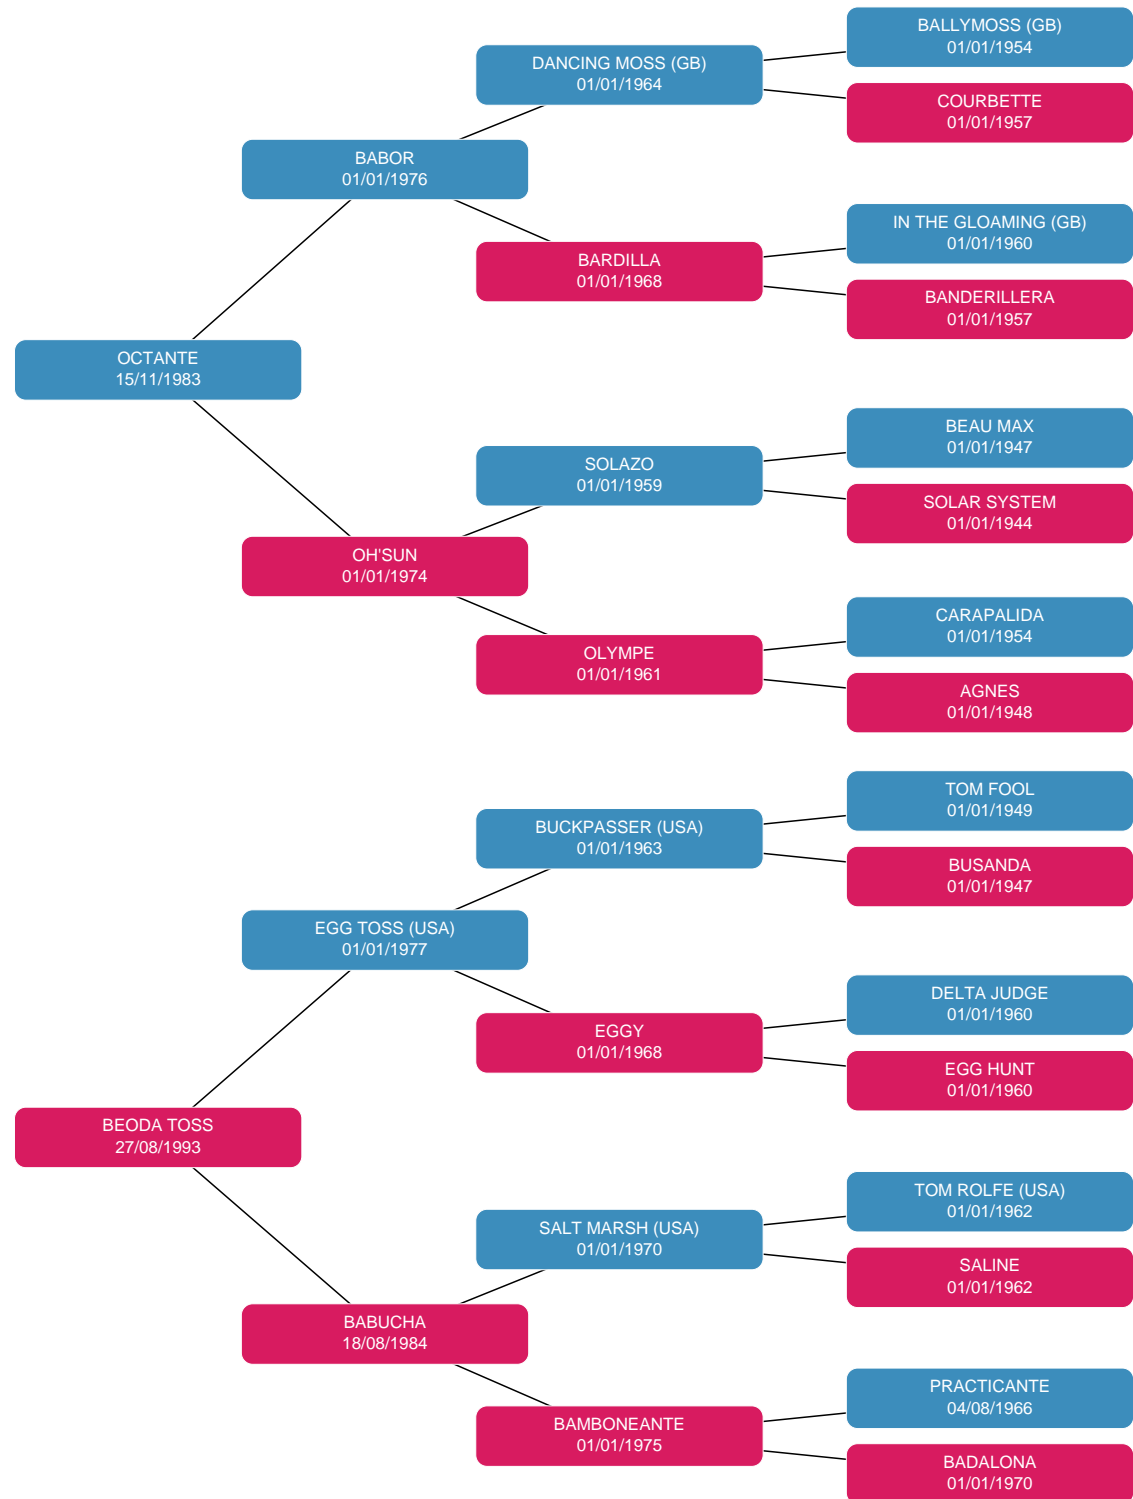 BALLYMOSS (GB)
01/01/1954
DANCING MOSS (GB)
01/01/1964
COURBETTE
01/01/1957
BABOR
01/01/1976
IN THE GLOAMING (GB)
01/01/1960
BARDILLA
01/01/1968
BANDERILLERA
01/01/1957
OCTANTE
15/11/1983
BEAU MAX
01/01/1947
SOLAZO
01/01/1959
SOLAR SYSTEM
01/01/1944
OH'SUN
01/01/1974
CARAPALIDA
01/01/1954
OLYMPE
01/01/1961
AGNES
01/01/1948
TOM FOOL
01/01/1949
BUCKPASSER (USA)
01/01/1963
BUSANDA
01/01/1947
EGG TOSS (USA)
01/01/1977
DELTA JUDGE
01/01/1960
EGGY
01/01/1968
EGG HUNT
01/01/1960
BEODA TOSS
27/08/1993
TOM ROLFE (USA)
01/01/1962
SALT MARSH (USA)
01/01/1970
SALINE
01/01/1962
BABUCHA
18/08/1984
PRACTICANTE
04/08/1966
BAMBONEANTE
01/01/1975
BADALONA
01/01/1970